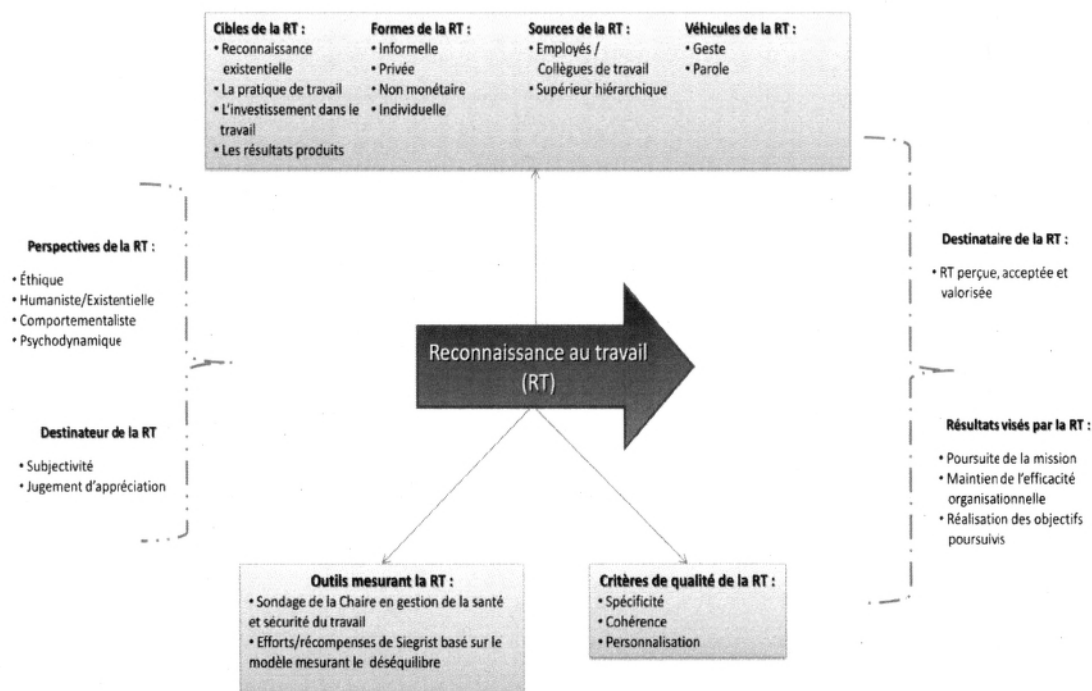 Cibles de la RT :
• Reconnaissance
existentielle
• La pratique de travail
• L'investissement dans le
travail
• Les résultats produits
Formes de la RT :
• Informelle
• Privée
• Non monétaire
• Individuelle
Sources de la RT :
• Employés /
Collègues de travail
• Supérieur hiérarchique
Véhicules de la RT :
• Geste
• Parole
Perspectives de la RT :
• Éthique
• Humaniste/Existentielle
• Comportementaliste
• Psychodynamique
Destinateur de la RT
• Subjectivité
• Jugement d'appréciation
Reconnaissance au travail
(RT)
Destinataire de la RT :
• RT perçue, acceptée et
valorisée
Résultats visés par la RT :
• Poursuite de la mission
• Maintien de l'efficacité
organisationnelle
• Réalisation des objectifs
poursuivis
Outils mesurant la RT :
• Sondage de la Chaire en gestion de la santé
et sécurité du travail
• Efforts/récompenses de Siegrist basé sur le
modèle mesurant le déséquilibre
Critères de qualité de la RT :
• Spécificité
• Cohérence
• Personnalisation